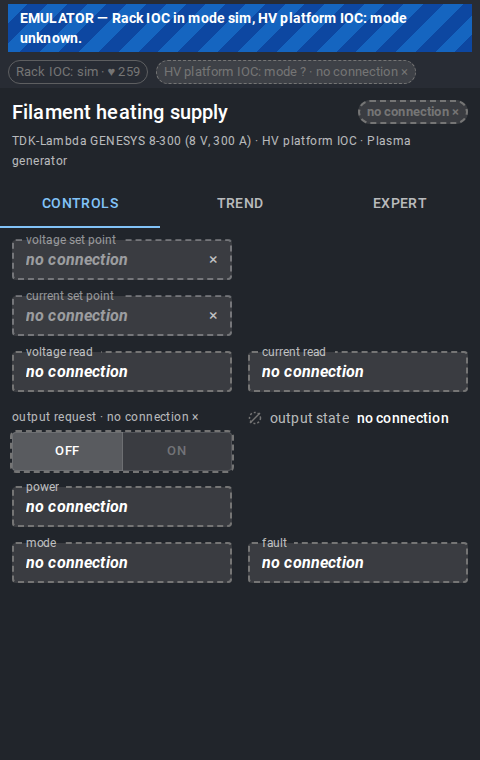 EMULATOR — Rack IOC in mode sim, HV platform IOC: mode
unknown.
Rack IOC: sim · ♥ 259
HV platform IOC: mode ? · no connection ×
Filament heating supply
no connection ×
TDK-Lambda GENESYS 8-300 (8 V, 300 A) · HV platform IOC · Plasma
generator
CONTROLS
TREND
EXPERT
voltage set point
no connection ×
current set point
no connection ×
voltage read
no connection
current read
no connection
output request · no connection ×
output state no connection
OFF
ON
power
no connection
mode
no connection
fault
no connection